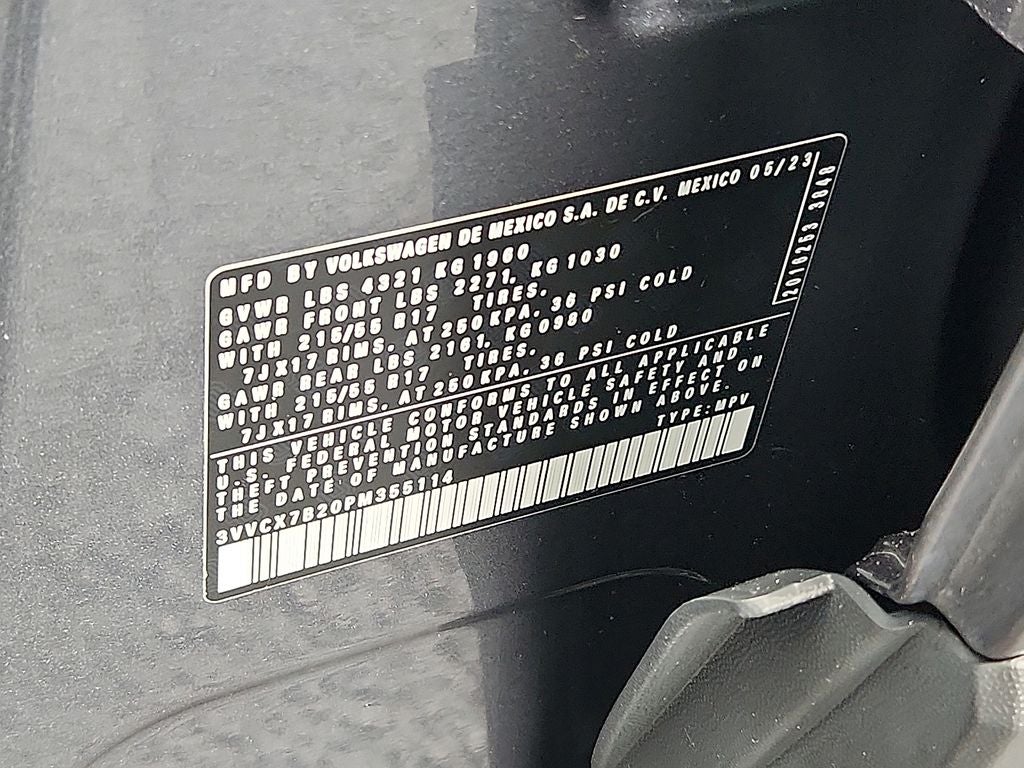 MFD BY VOLKSWAGEN DE MEXICO S.A. DE C.V. MEXICO 05/23
GVWR LBS 4321 KG 1960
GAWR FRONT LBS 2271, KG 1030
WITH 215/55 R17 TIRES,
7JX17 RIMS, AT 250 KPA, 36 PSI COLD
GAWR REAR LBS 2161, KG 0980
WITH 215/55 R17 TIRES,
7JX17 RIMS, AT 250 KPA, 36 PSI COLD
THIS VEHICLE CONFORMS TO ALL APPLICABLE
U.S. FEDERAL MOTOR VEHICLE SAFETY AND
THEFT PREVENTION STANDARDS IN EFFECT ON
THE DATE OF MANUFACTURE SHOWN ABOVE.
TYPE: MPV
3VVCX7B20PM355114
2016263 3848